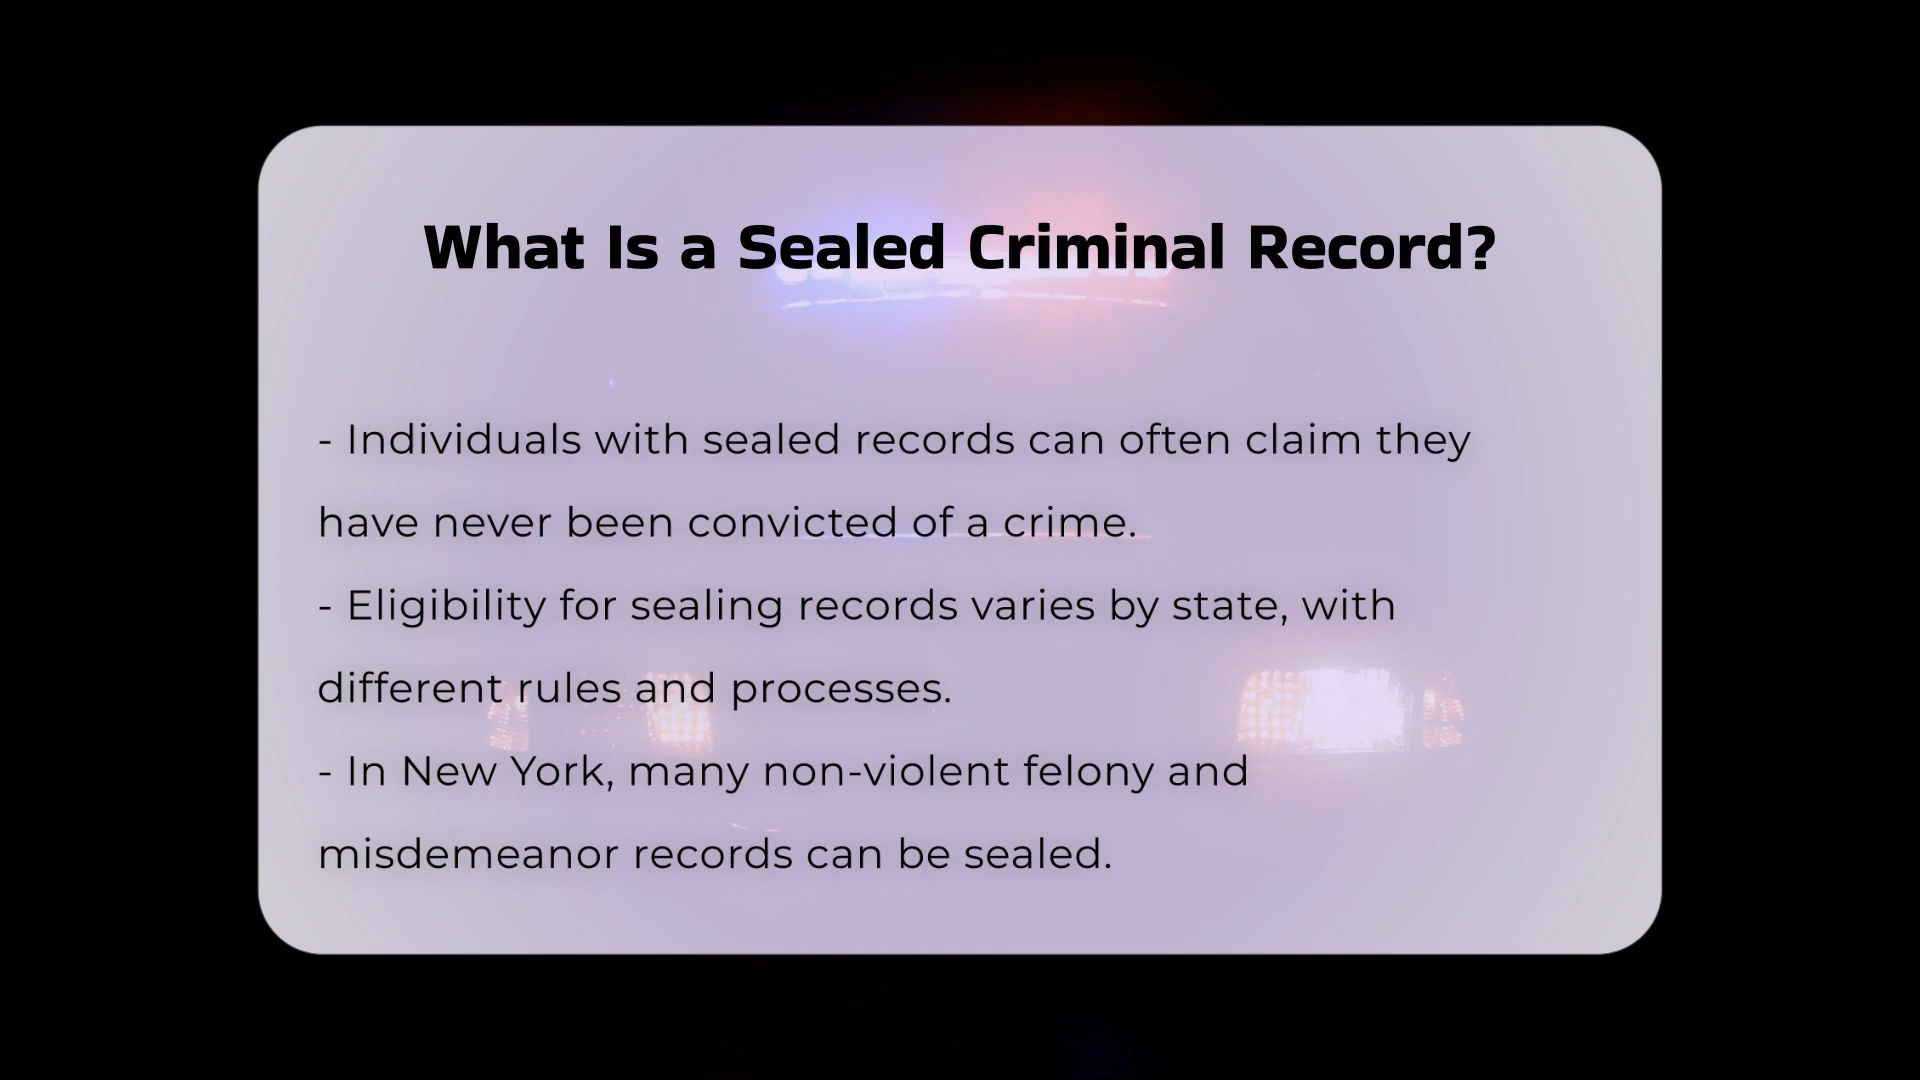 What Is a Sealed Criminal Record?
- Individuals with sealed records can often claim they
have never been convicted of a crime.
- Eligibility for sealing records varies by state, with
different rules and processes.
- In New York, many non-violent felony and
misdemeanor records can be sealed.